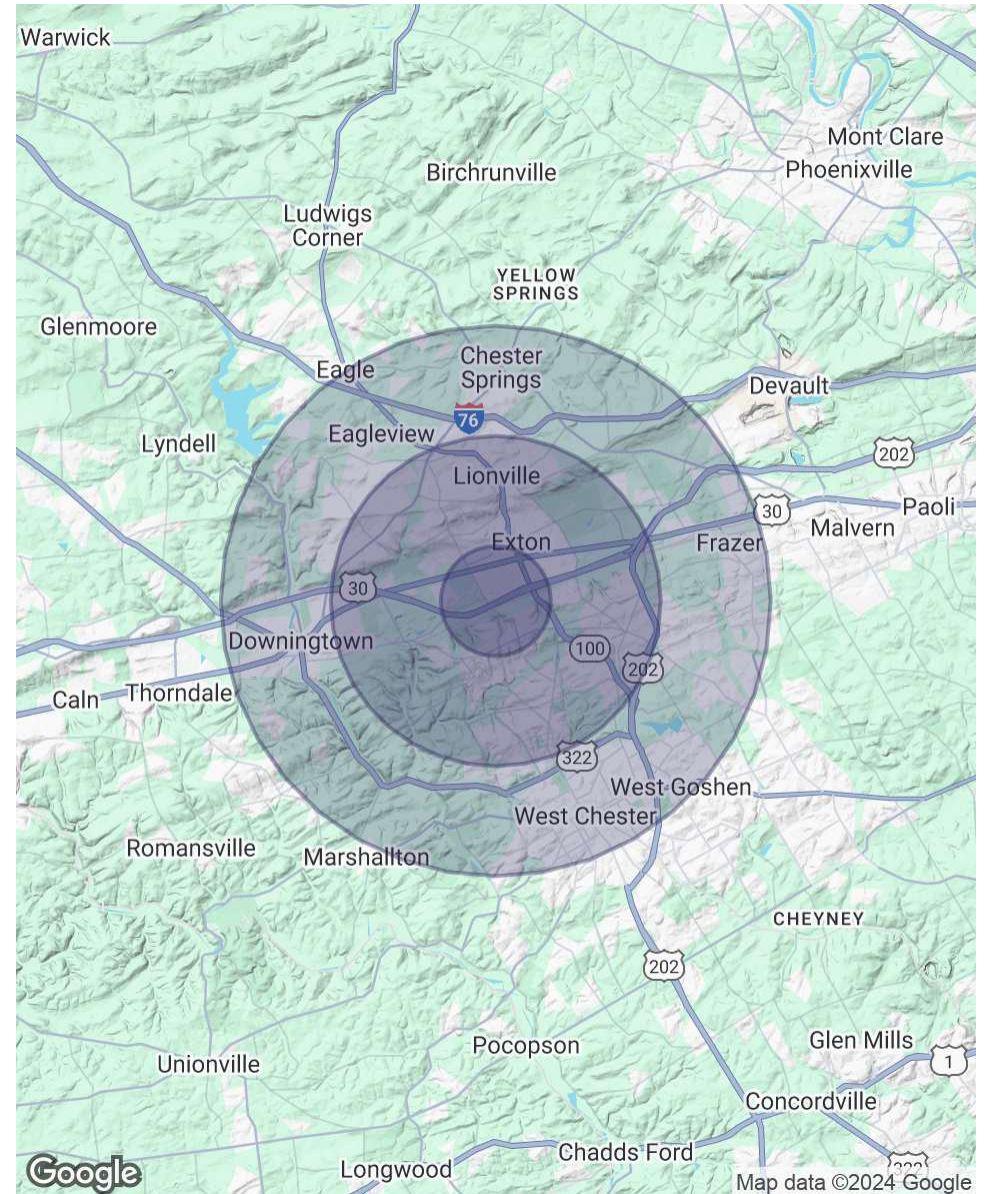 Warwick
Mont Clare
Phoenixville
Birchrunville
Ludwigs
Corner
YELLOW
SPRINGS
Glenmoore
Chester
Springs
Eagle
Devault
76
Eagleview
Lyndell
202
Lionville
Paoli
30
Malvern
Exton
Frazer
30
Downingtown
100
202
Caln
Thorndale
322
West Goshen
West Chester
Romansville
Marshallton
CHEYNEY
202
Pocopson
Glen Mills
Unionville
1
Concordville
Chadds Ford
322
Longwood
Google
Map data ©2024 Google